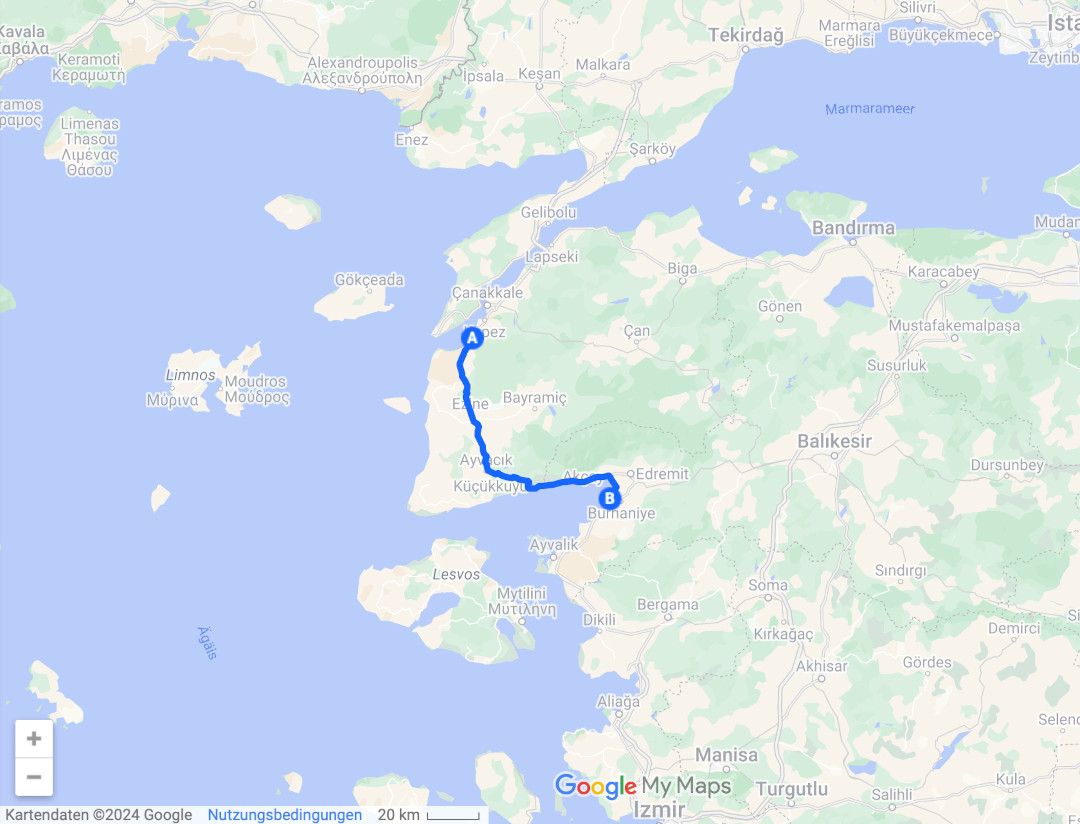 Kavala
Καβάλα
Keramoti
Κεραμωτή
Alexandroupolis
Αλεξανδρούπολη
İpsala
Keşan
Malkara
Tekirdağ
Marmara
Ereğlisi
Silivri
Büyükçekmece
Limenas
Thasou
Λιμένας
Θάσου
Enez
Marmarameer
Şarköy
Gelibolu
Lapseki
Bandırma
Biga
Karacabey
Gökçeada
Çanakkale
Gönen
Mustafakemalpaşa
Çan
A
Limnos
Μύρινα
Moudros
Μούδρος
Susurluk
Bayramiç
Balıkesir
Ayvacık
Küçükkuyu
Edremit
Dursunbey
B
Burhaniye
Ayvalık
Lesvos
Mytilini
Μυτιλήνη
Sındırgı
Soma
Bergama
Dikili
Kırkağaç
Demirci
Ägäis
Akhisar
Gördes
Aliağa
Manisa
Turgutlu
Kula
Salihli
Izmir
+
−
Google My Maps
Kartendaten ©2024 Google Nutzungsbedingungen 20 km